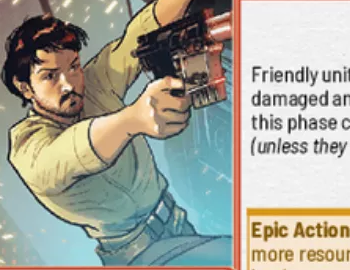 Friendly unit
damaged an
this phase c
(unless they
Epic Action
more resour